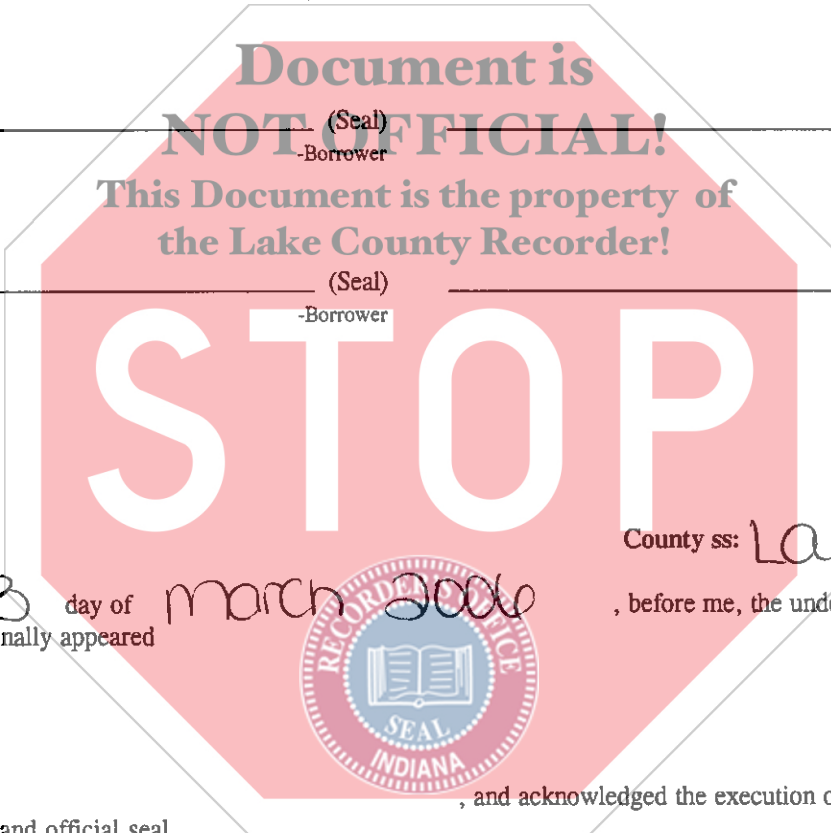 Document is
(Seal)
NOT OFFICIAL!
-Borrower
This Document is the property of
the Lake County Recorder!
(Seal)
-Borrower
STOP
County ss: La
day of march 2006 , before me, the unde
nally appeared
RECORDER'S OFFICE
SEAL
INDIANA
, and acknowledged the execution o
and official seal